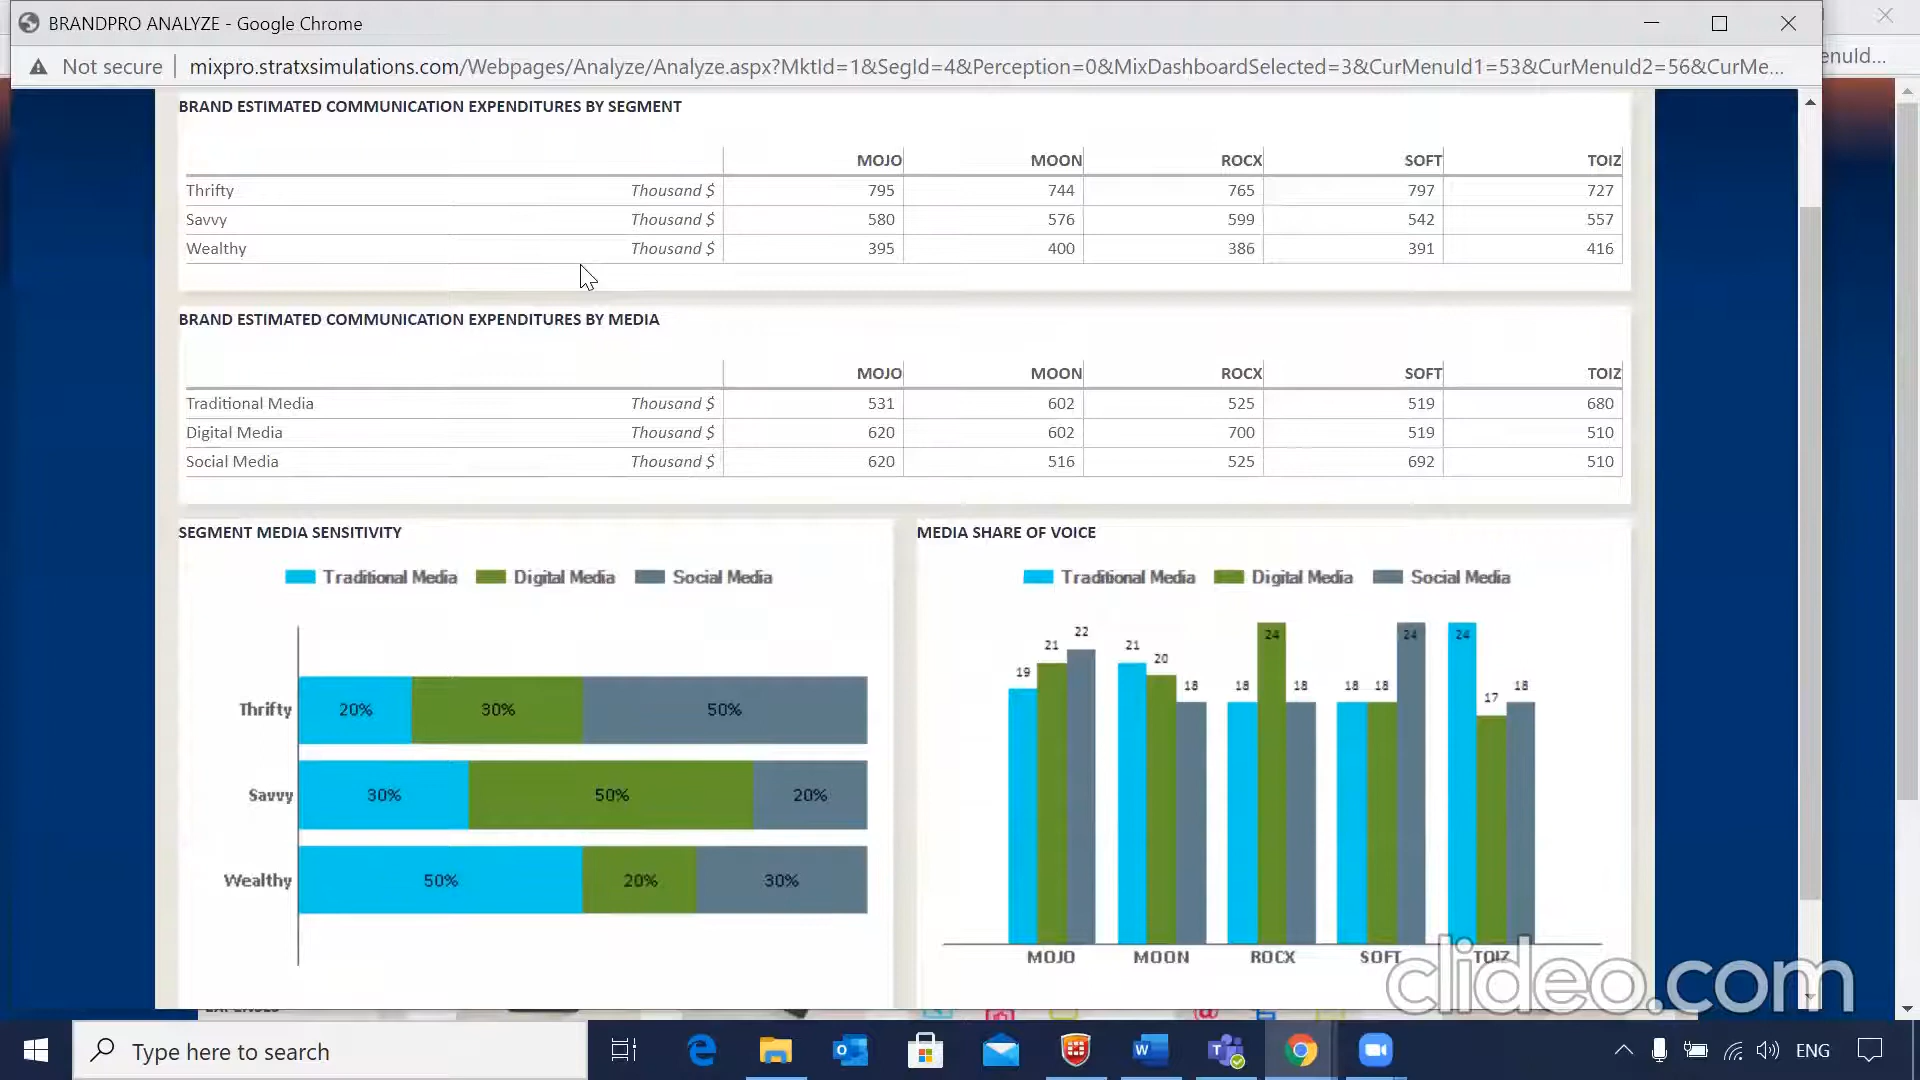 BRANDPRO ANALYZE - Google Chrome
Not secure | mixpro.stratxsimulations.com/Webpages/Analyze/Analyze.aspx?MktId=1&SegId=4&Perception=0&MixDashboardSelected=3&CurMenuId1=53&CurMenuId2=56&CurMe... enuId...
BRAND ESTIMATED COMMUNICATION EXPENDITURES BY SEGMENT
MOJO MOON ROCX SOFT TOIZ
Thrifty Thousand $ 795 744 765 797 727
Savvy Thousand $ 580 576 599 542 557
Wealthy Thousand $ 395 400 386 391 416
BRAND ESTIMATED COMMUNICATION EXPENDITURES BY MEDIA
MOJO MOON ROCX SOFT TOIZ
Traditional Media Thousand $ 531 602 525 519 680
Digital Media Thousand $ 620 602 700 519 510
Social Media Thousand $ 620 516 525 692 510
SEGMENT MEDIA SENSITIVITY
Traditional Media Digital Media Social Media
Thrifty 20% 30% 50%
Savvy 30% 50% 20%
Wealthy 50% 20% 30%
MEDIA SHARE OF VOICE
Traditional Media Digital Media Social Media
19 21 22 21 20 18 18 24 18 18 18 24 24 17 18
MOJO MOON ROCX SOFT TOIZ
clideo.com
EXPENSES
Type here to search
ENG